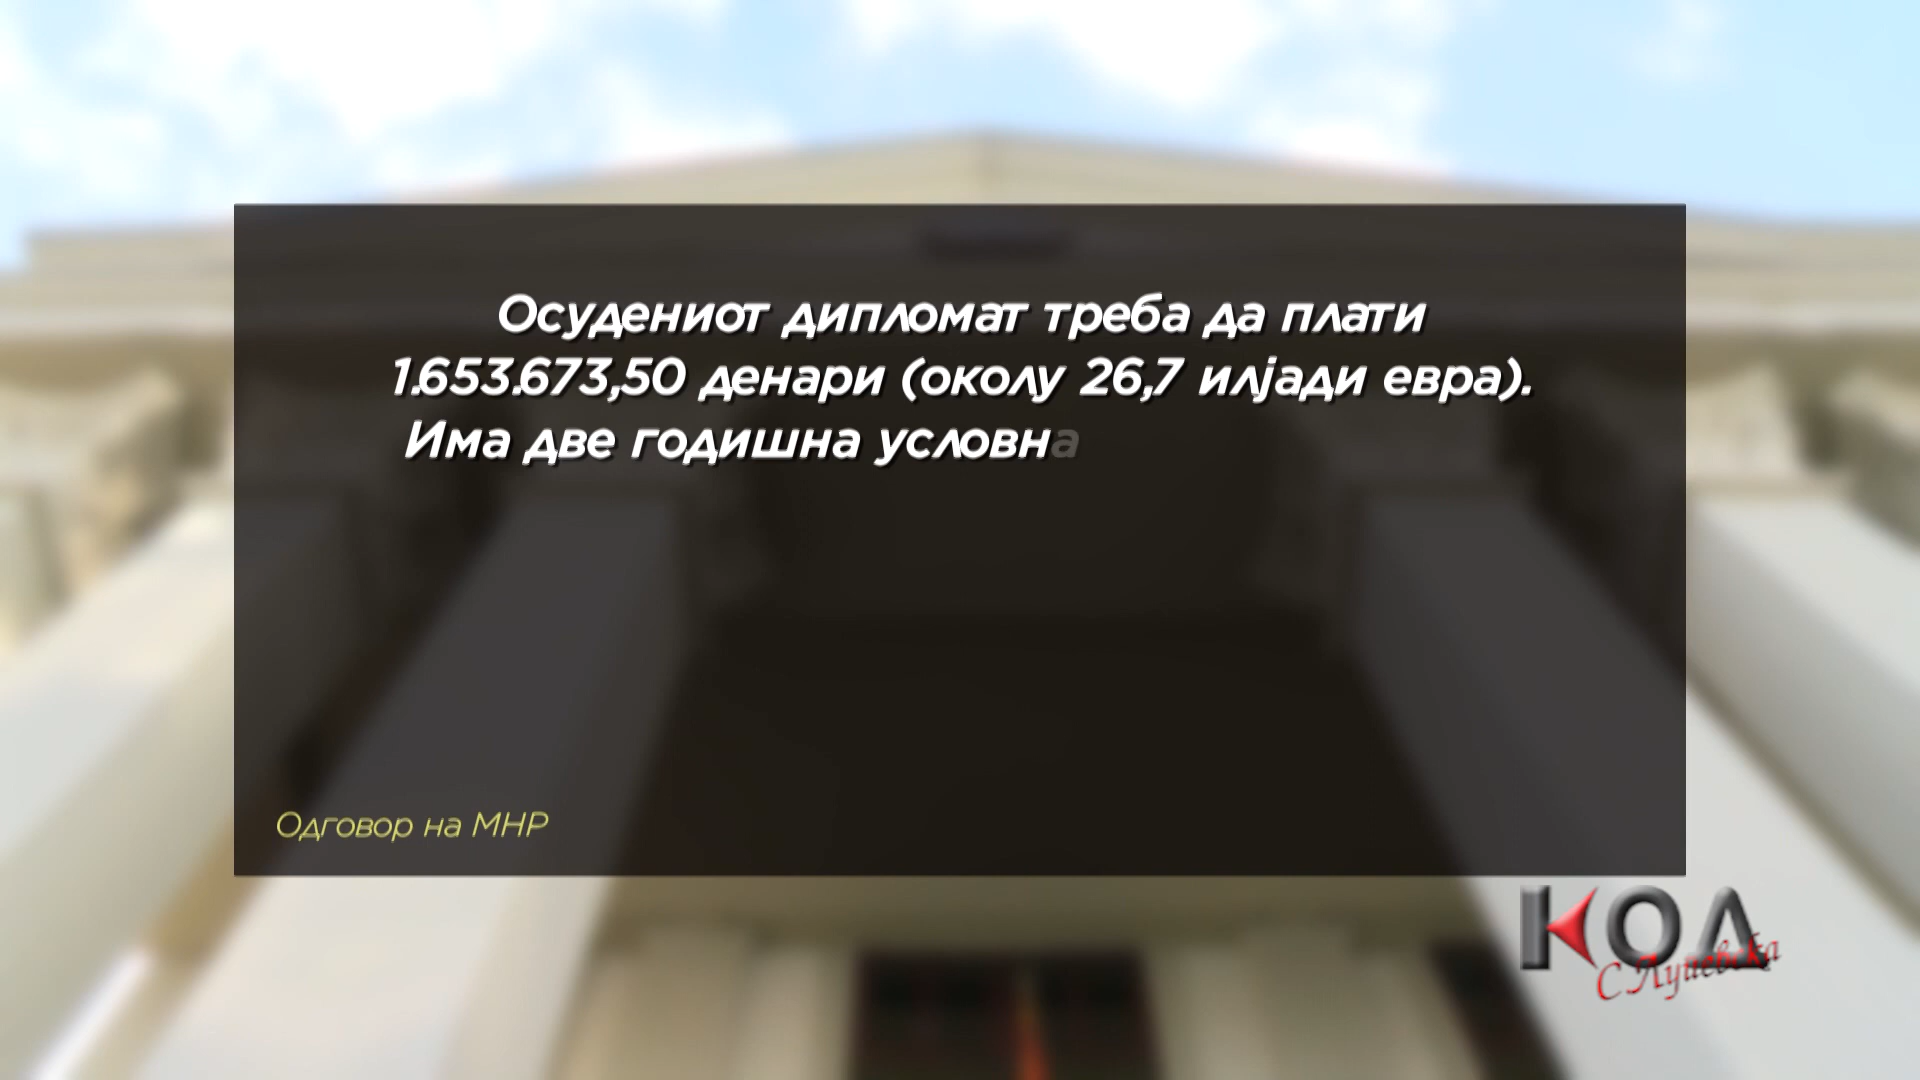 Осудениот дипломат треба да плати
1.653.673,50 денари (околу 26,7 илјади евра).
Има две годишна условна
Одговор на МНР
КОД
С Лупевска